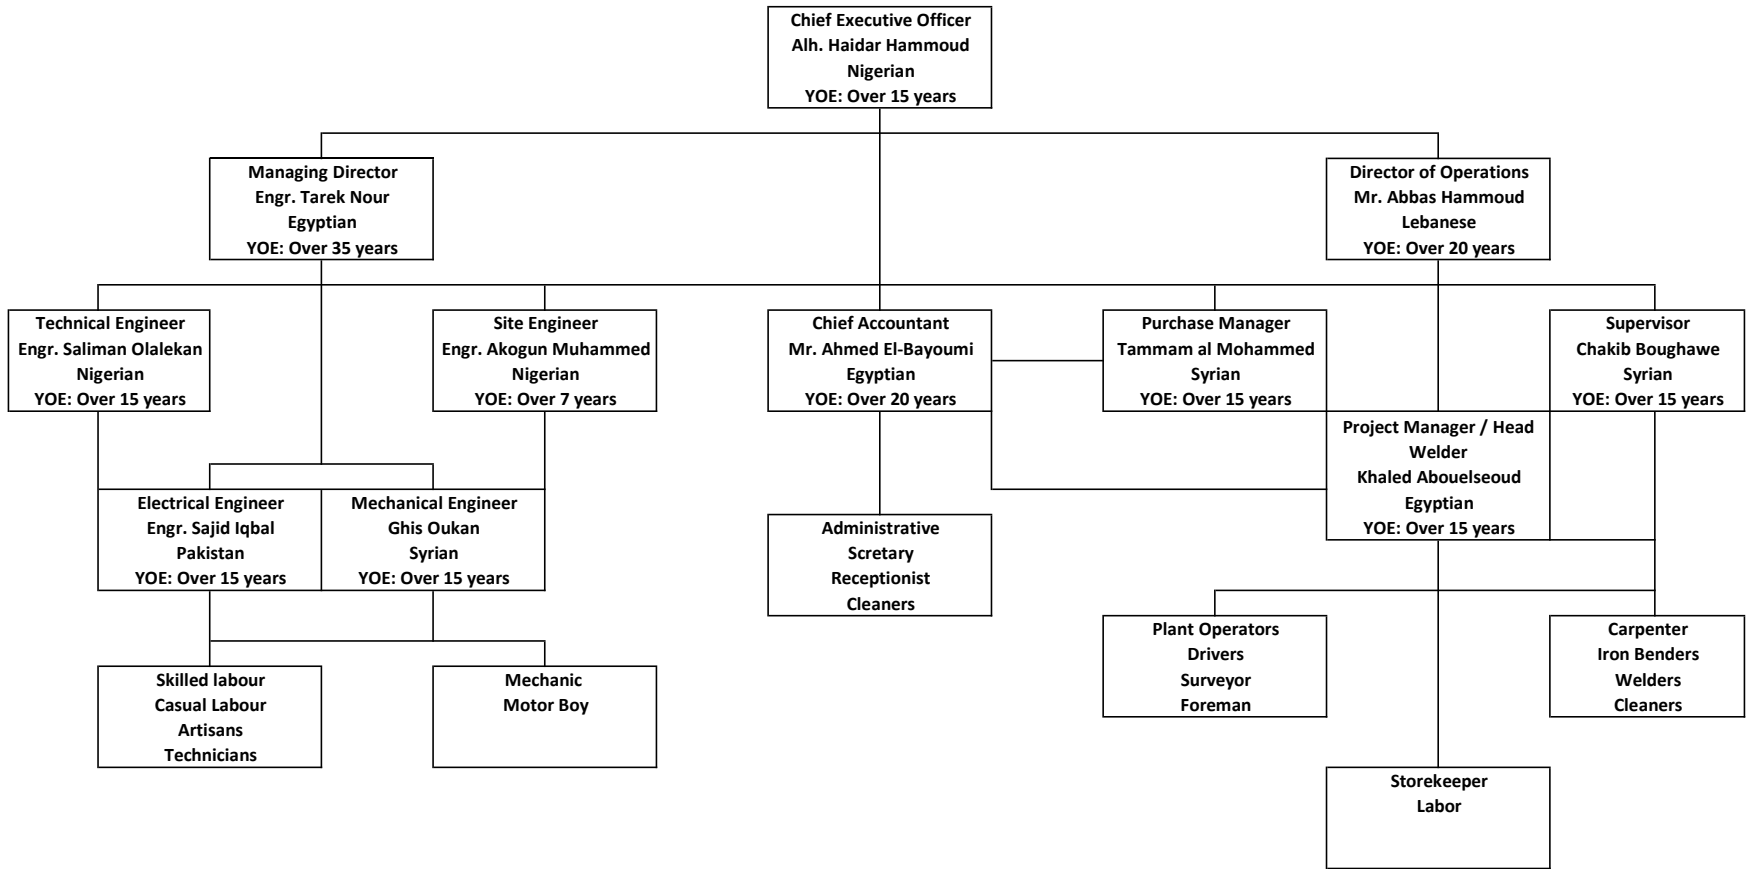 Chief Executive Officer
Alh. Haidar Hammoud
Nigerian
YOE: Over 15 years
Managing Director
Engr. Tarek Nour
Egyptian
YOE: Over 35 years
Director of Operations
Mr. Abbas Hammoud
Lebanese
YOE: Over 20 years
Technical Engineer
Engr. Saliman Olalekan
Nigerian
YOE: Over 15 years
Site Engineer
Engr. Akogun Muhammed
Nigerian
YOE: Over 7 years
Chief Accountant
Mr. Ahmed El-Bayoumi
Egyptian
YOE: Over 20 years
Purchase Manager
Tammam al Mohammed
Syrian
YOE: Over 15 years
Supervisor
Chakib Boughawe
Syrian
YOE: Over 15 years
Project Manager / Head
Welder
Khaled Abouelseoud
Egyptian
YOE: Over 15 years
Electrical Engineer
Engr. Sajid Iqbal
Pakistan
YOE: Over 15 years
Mechanical Engineer
Ghis Oukan
Syrian
YOE: Over 15 years
Administrative
Scretary
Receptionist
Cleaners
Plant Operators
Drivers
Surveyor
Foreman
Carpenter
Iron Benders
Welders
Cleaners
Skilled labour
Casual Labour
Artisans
Technicians
Mechanic
Motor Boy
Storekeeper
Labor